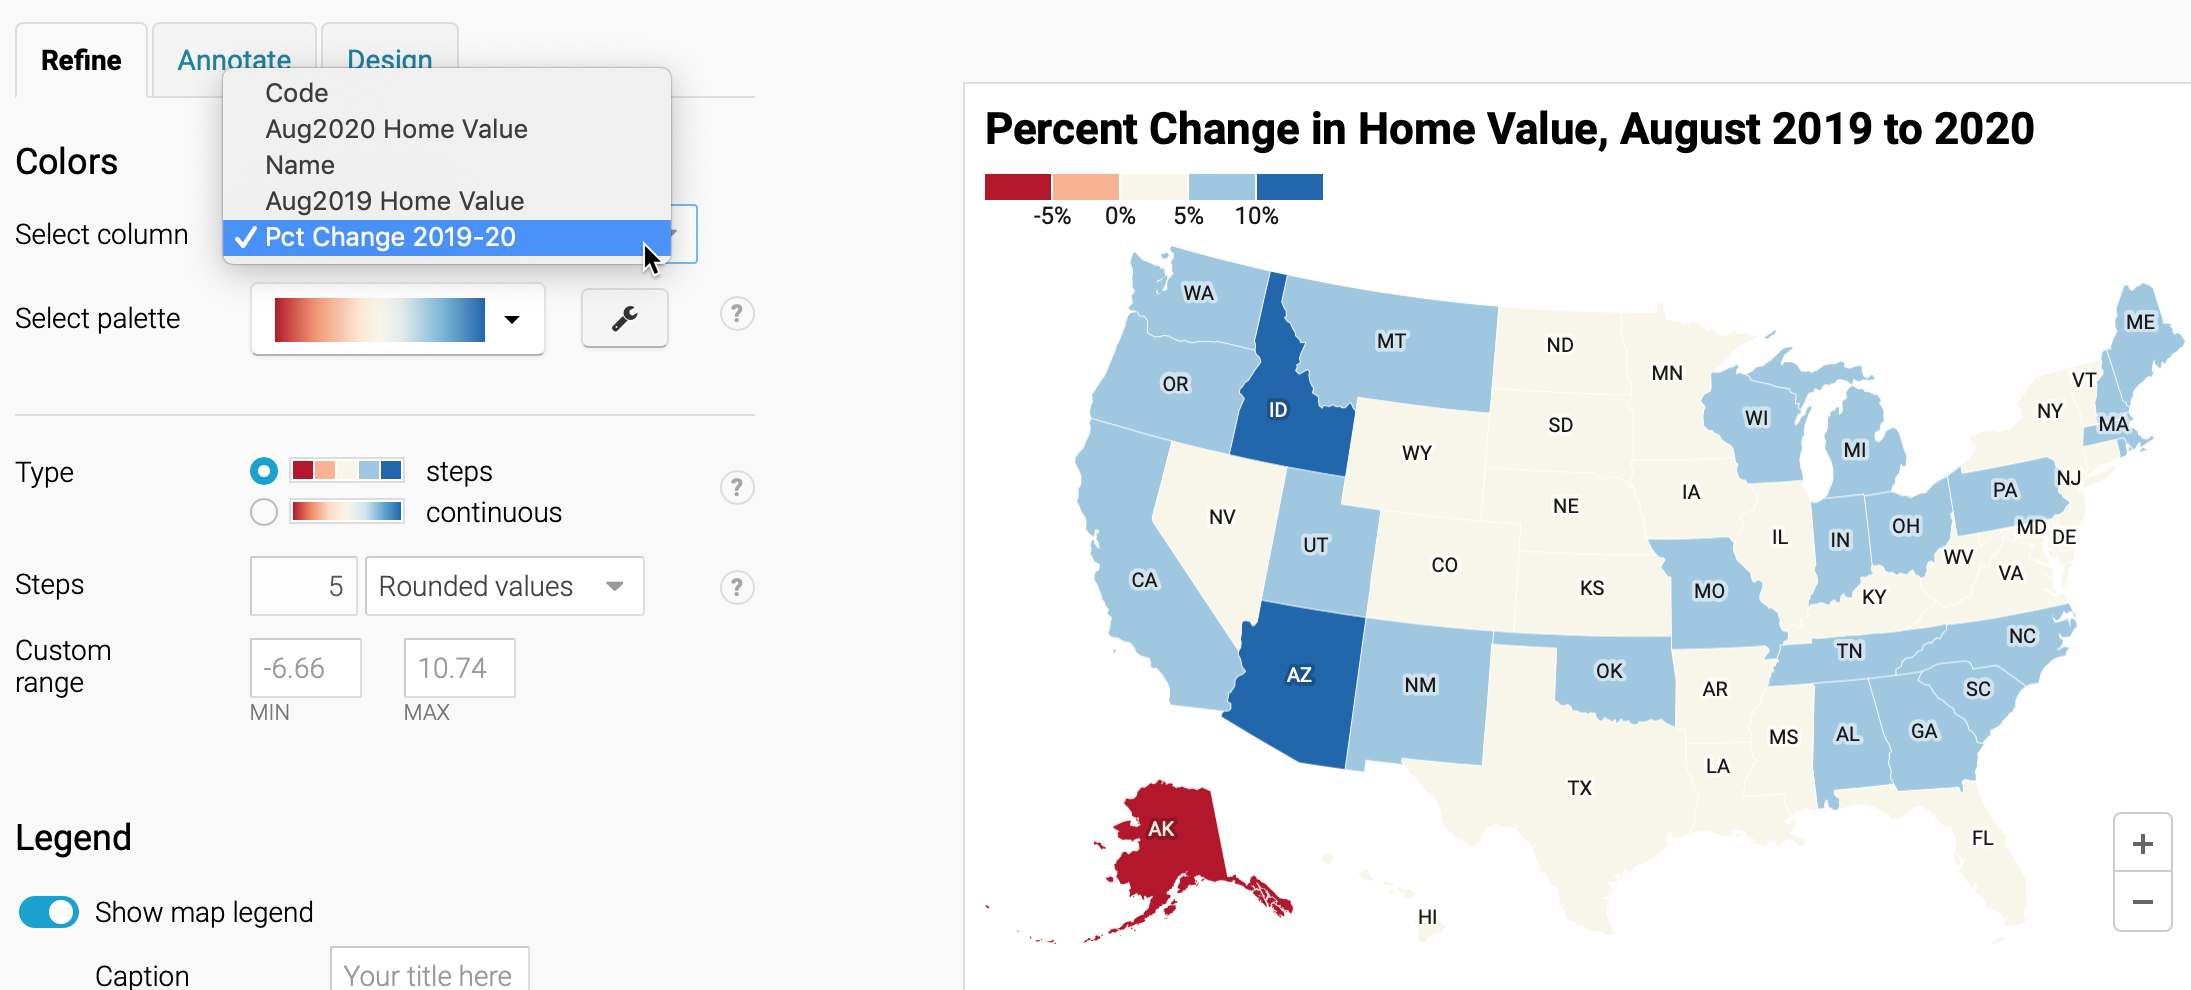 Refine
Annotate
Design
Code
Aug2020 Home Value
Name
Aug2019 Home Value
✓ Pct Change 2019-20
Colors
Select column
Select palette
?
Type
steps
continuous
?
Steps
5
Rounded values
?
Custom
range
-6.66
10.74
MIN
MAX
Legend
Show map legend
Caption
Your title here
Percent Change in Home Value, August 2019 to 2020
-5%
0%
5%
10%
WA
MT
ND
MN
ME
VT
OR
ID
SD
WI
NY
MA
WY
MI
NV
NE
IA
PA
NJ
UT
CO
IL
IN
OH
MD
DE
WV
CA
KS
MO
KY
VA
AZ
NM
OK
AR
TN
NC
SC
MS
AL
GA
TX
LA
AK
HI
FL
+
−